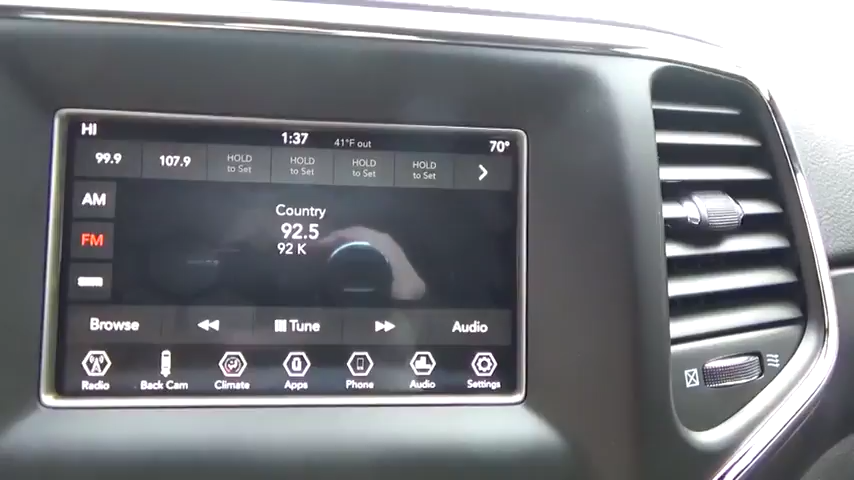 HI 1:37 41°F out 70°
99.9 107.9 HOLD to Set HOLD to Set HOLD to Set HOLD to Set
AM
FM
Country
92.5
92 K
Browse Tune Audio
Radio Back Cam Climate Apps Phone Audio Settings